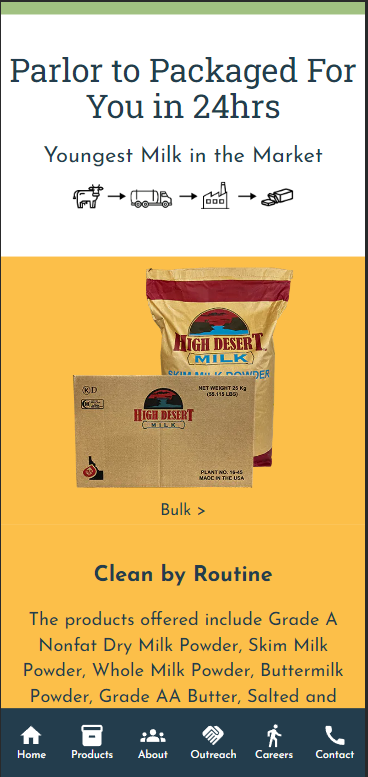 Parlor to Packaged For
You in 24hrs
Youngest Milk in the Market
HIGH DESERT
MILK
SKIM MILK POWDER
K D
HIGH DESERT
MILK
NET WEIGHT 25 Kg
(55.115 LBS)
PLANT NO. 16-45
MADE IN THE USA
Bulk >
Clean by Routine
The products offered include Grade A
Nonfat Dry Milk Powder, Skim Milk
Powder, Whole Milk Powder, Buttermilk
Powder, Grade AA Butter, Salted and
Home
Products
About
Outreach
Careers
Contact